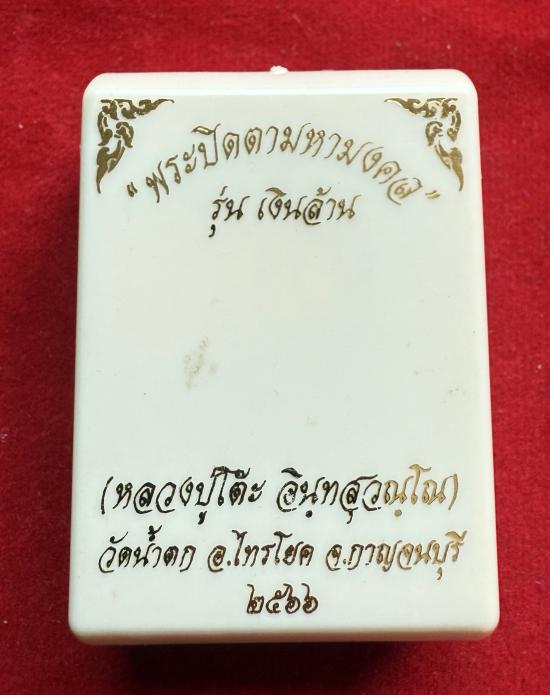 "พระปิดตามหามงคล"
รุ่น เงินล้าน
(หลวงปู่โต๊ะ อินฺทสุวณฺโณ)
วัดน้ำตก อ.ไทรโยค จ.กาญจนบุรี
๒๕๖๖